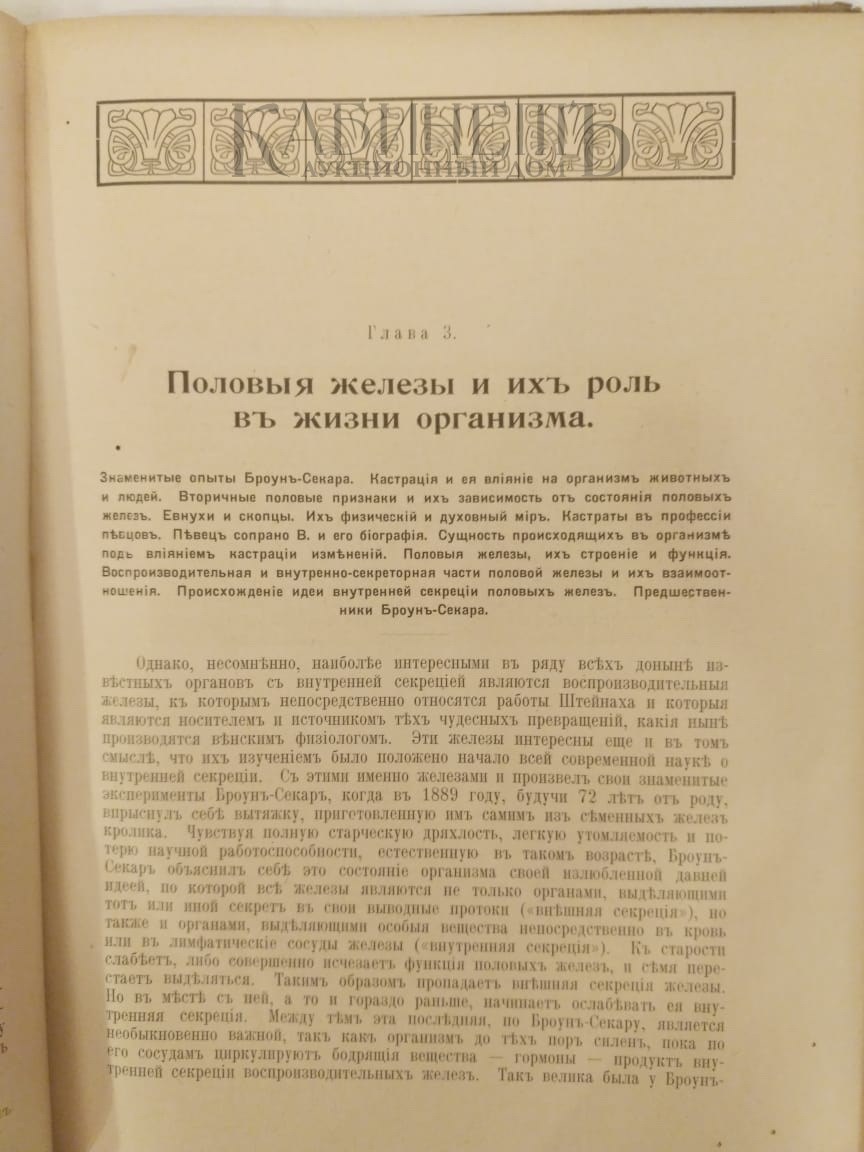 КАБИНЕТЪ
АУКЦИОННЫЙ ДОМ
Глава 3.
Половыя железы и ихъ роль
въ жизни организма.
Знаменитые опыты Броунъ-Секара. Кастрація и ея вліяніе на организмъ животныхъ
и людей. Вторичные половые признаки и ихъ зависимость отъ состоянія половыхъ
железъ. Евнухи и скопцы. Ихъ физическій и духовный міръ. Кастраты въ профессіи
пѣвцовъ. Пѣвецъ сопрано В. и его біографія. Сущность происходящихъ въ организмѣ
подъ вліяніемъ кастраціи измѣненій. Половыя железы, ихъ строеніе и функція.
Воспроизводительная и внутренно-секреторная части половой железы и ихъ взаимоот-
ношенія. Происхожденіе идеи внутренней секреціи половыхъ железъ. Предшествен-
ники Броунъ-Секара.
Однако, несомнѣнно, наиболѣе интересными въ ряду всѣхъ донынѣ из-
вѣстныхъ органовъ съ внутренней секреціей являются воспроизводительныя
железы, къ которымъ непосредственно относятся работы Штейнаха и которыя
являются носителемъ и источникомъ тѣхъ чудесныхъ превращеній, какія нынѣ
производятся вѣнскимъ физіологомъ. Эти железы интересны еще и въ томъ
смыслѣ, что ихъ изученіемъ было положено начало всей современной наукѣ о
внутренней секреціи. Съ этими именно железами и произвелъ свои знаменитые
эксперименты Броунъ-Секаръ, когда въ 1889 году, будучи 72 лѣтъ отъ роду,
впрыснулъ себѣ вытяжку, приготовленную имъ самимъ изъ сѣменныхъ железъ
кролика. Чувствуя полную старческую дряхлость, легкую утомляемость и по-
терю научной работоспособности, естественную въ такомъ возрастѣ, Броунъ-
Секаръ объяснилъ себѣ это состояніе организма своей излюбленной давней
идеей, по которой всѣ железы являются не только органами, выдѣляющими
тотъ или иной секретъ въ свои выводные протоки («внѣшняя секреція»), но
также и органами, выдѣляющими особыя вещества непосредственно въ кровь
или въ лимфатическіе сосуды железы («внутренняя секреція»). Къ старости
слабѣетъ, либо совершенно исчезаетъ функція половыхъ железъ, и сѣмя пере-
стаетъ выдѣляться. Такимъ образомъ пропадаетъ внѣшняя секреція железы.
Но въ мѣстѣ съ ней, а то и гораздо раньше, начинаетъ ослабѣвать ея вну-
тренняя секреція. Между тѣмъ эта послѣдняя, по Броунъ-Секару, является
необыкновенно важной, такъ какъ организмъ до тѣхъ поръ силенъ, пока по
его сосудамъ циркулируютъ бодрящія вещества — гормоны — продуктъ вну-
тренней секреціи воспроизводительныхъ железъ. Такъ велика была у Броунъ-